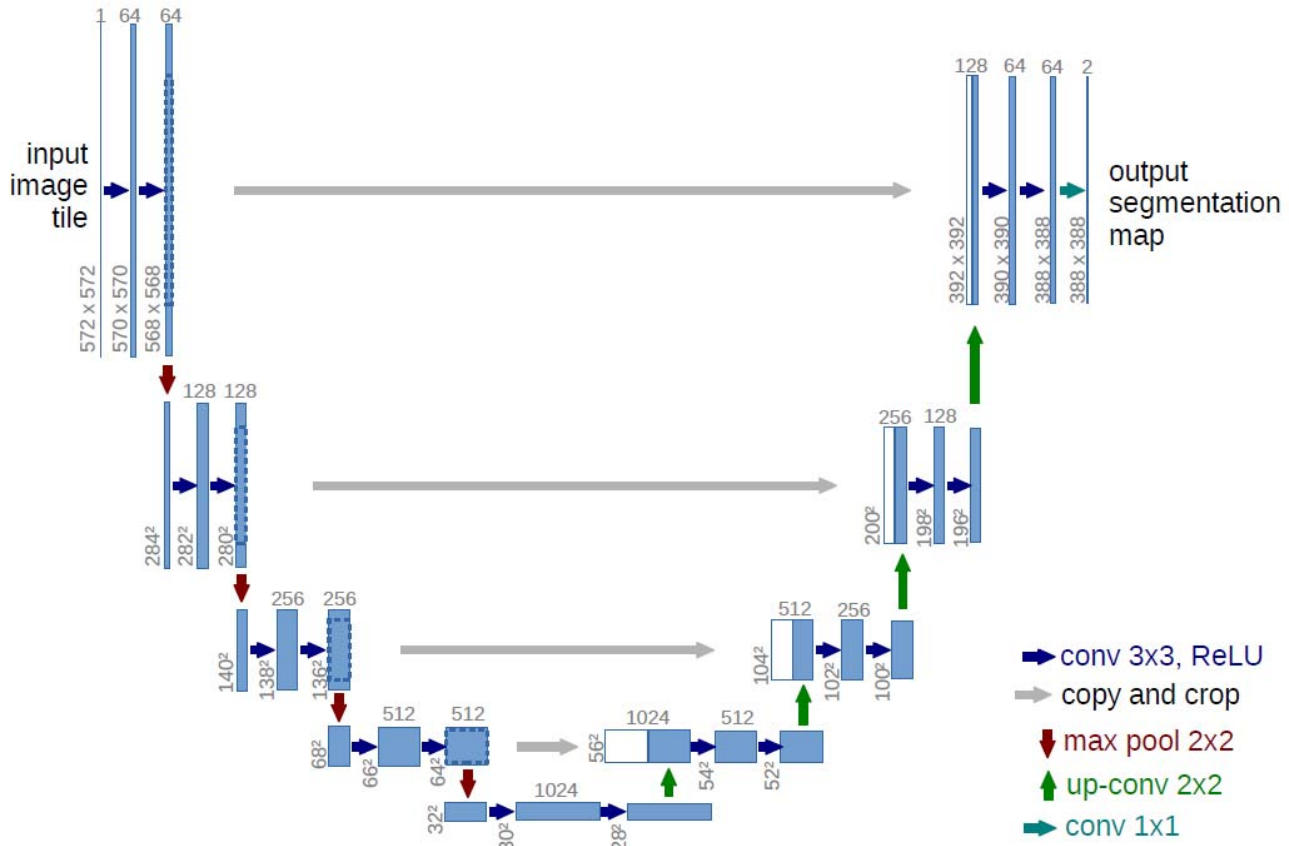 1 64 64
128 64 64 2
input
image
tile
output
segmentation
map
572 x 572
570 x 570
568 x 568
392 x 392
390 x 390
388 x 388
388 x 388
128 128
256 128
284²
282²
280²
200²
198²
196²
256 256
512 256
140²
138²
136²
104²
102²
100²
512 512
1024 512
68²
66²
64²
56²
54²
52²
1024
32²
30²
28²
conv 3x3, ReLU
copy and crop
max pool 2x2
up-conv 2x2
conv 1x1